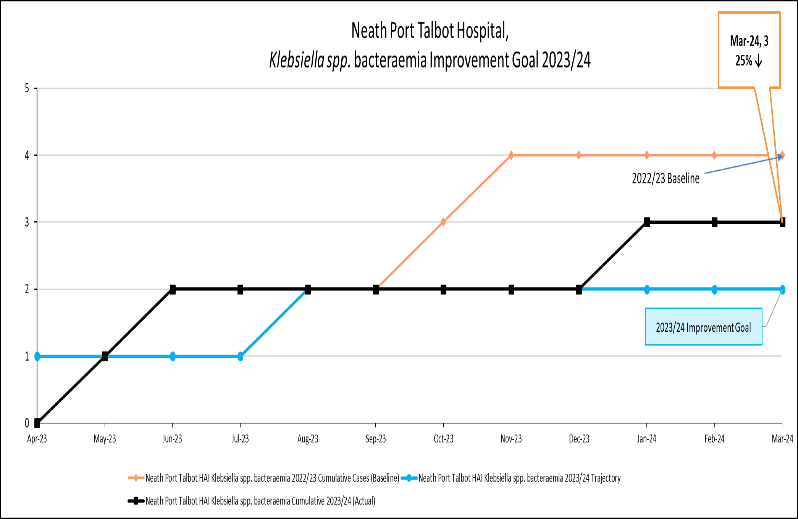 Neath Port Talbot Hospital,
Klebsiella spp. bacteraemia Improvement Goal 2023/24
Mar-24, 3
25% ↓
5
4
3
2
1
0
2022/23 Baseline
2023/24 Improvement Goal
Apr-23 May-23 Jun-23 Jul-23 Aug-23 Sep-23 Oct-23 Nov-23 Dec-23 Jan-24 Feb-24 Mar-24
Neath Port Talbot HAI Klebsiella spp. bacteraemia 2022/23 Cumulative Cases (Baseline) Neath Port Talbot HAI Klebsiella spp. bacteraemia 2023/24 Trajectory
Neath Port Talbot HAI Klebsiella spp. bacteraemia Cumulative 2023/24 (Actual)